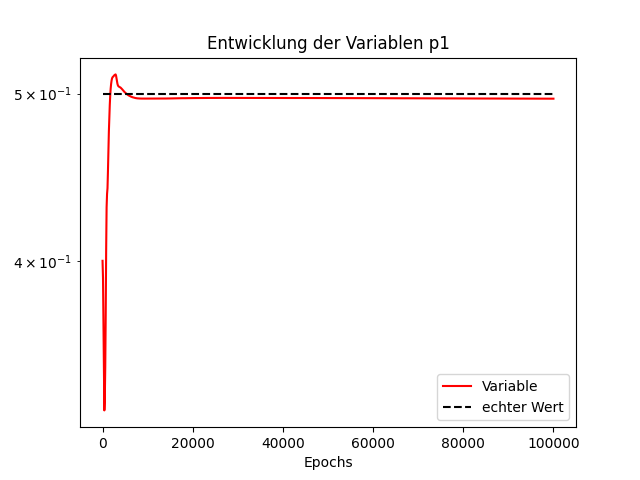 Entwicklung der Variablen p1
5 × 10⁻¹
4 × 10⁻¹
0 20000 40000 60000 80000 100000
Epochs
Variable
echter Wert